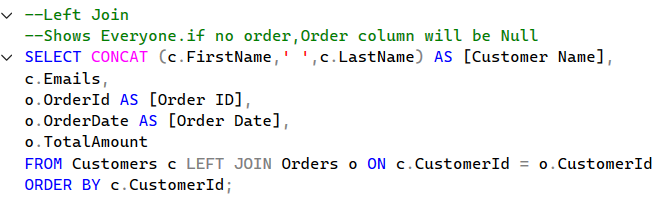 --Left Join
--Shows Everyone.if no order,Order column will be Null
SELECT CONCAT (c.FirstName,' ',c.LastName) AS [Customer Name],
c.Emails,
o.OrderId AS [Order ID],
o.OrderDate AS [Order Date],
o.TotalAmount
FROM Customers c LEFT JOIN Orders o ON c.CustomerId = o.CustomerId
ORDER BY c.CustomerId;